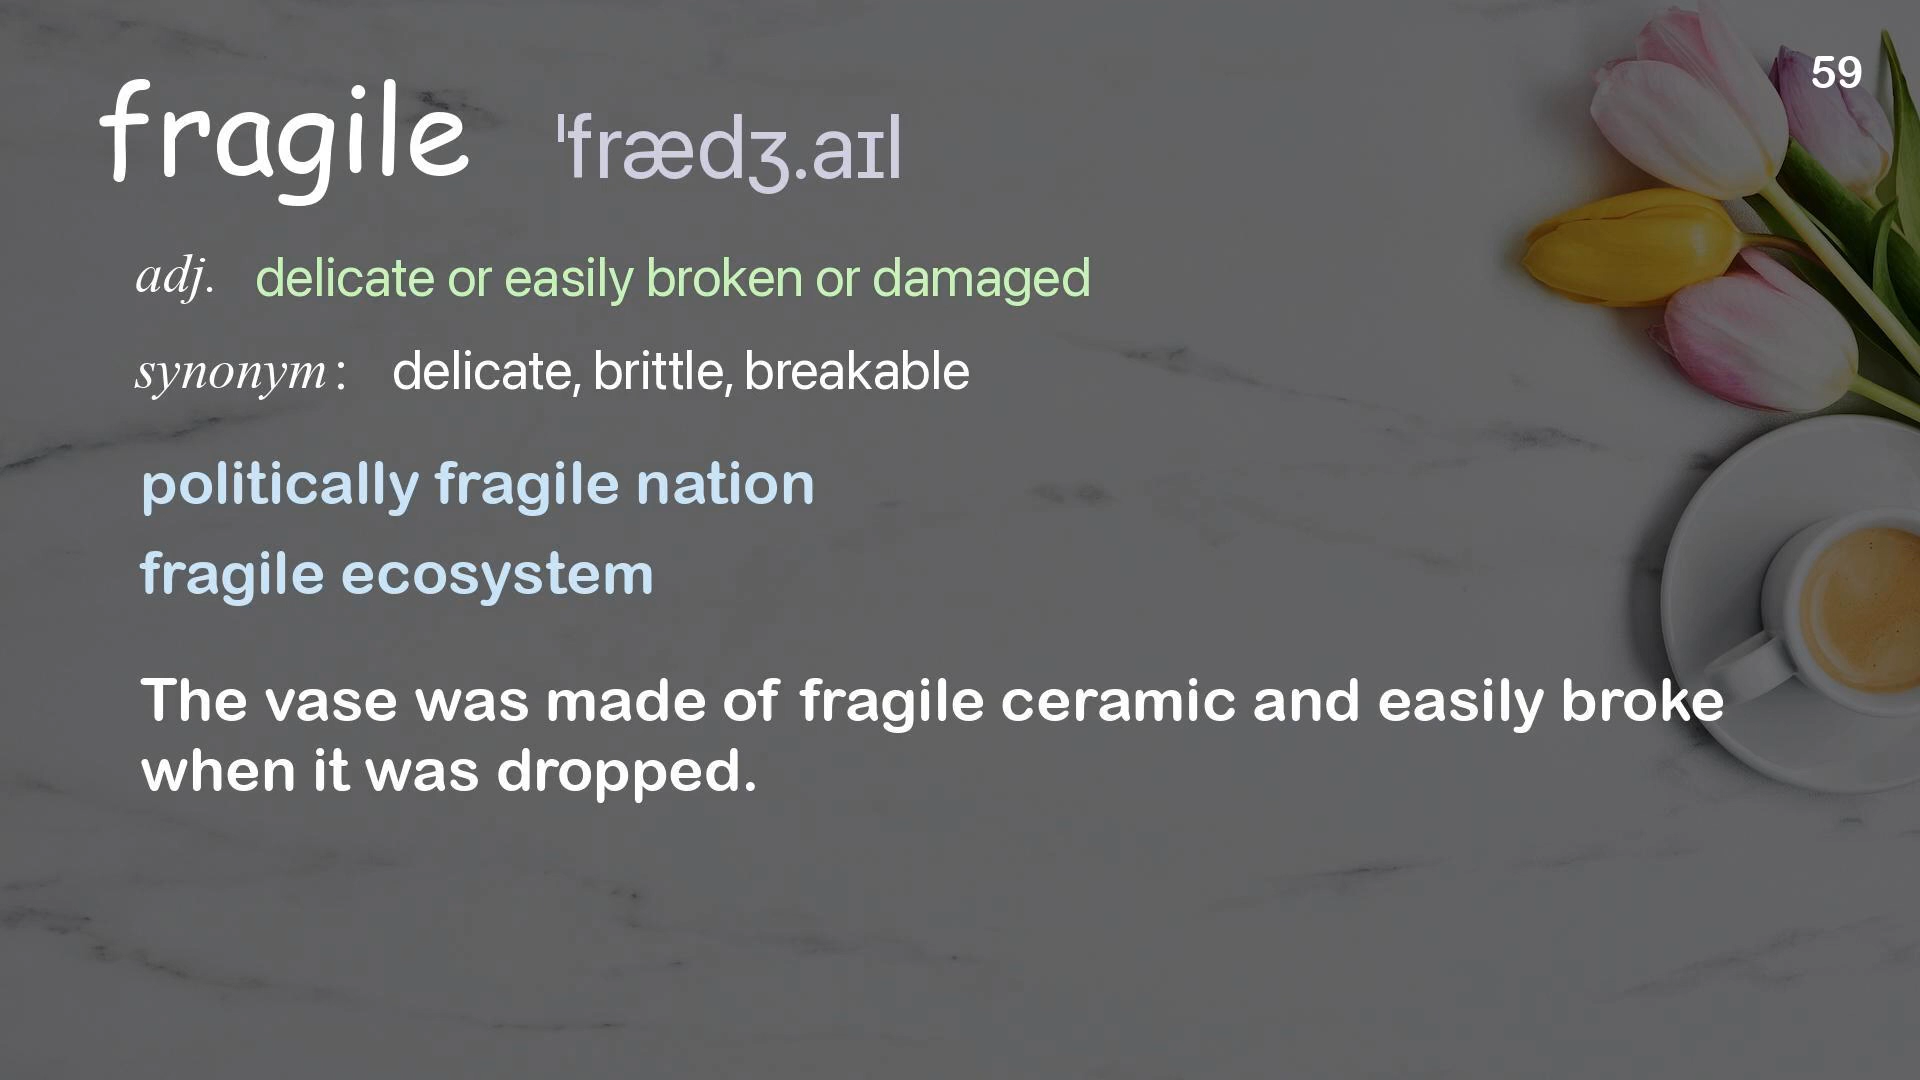 59
fragile ˈfrædʒ.aɪl
adj. delicate or easily broken or damaged
synonym : delicate, brittle, breakable
politically fragile nation
fragile ecosystem
The vase was made of fragile ceramic and easily broke
when it was dropped.